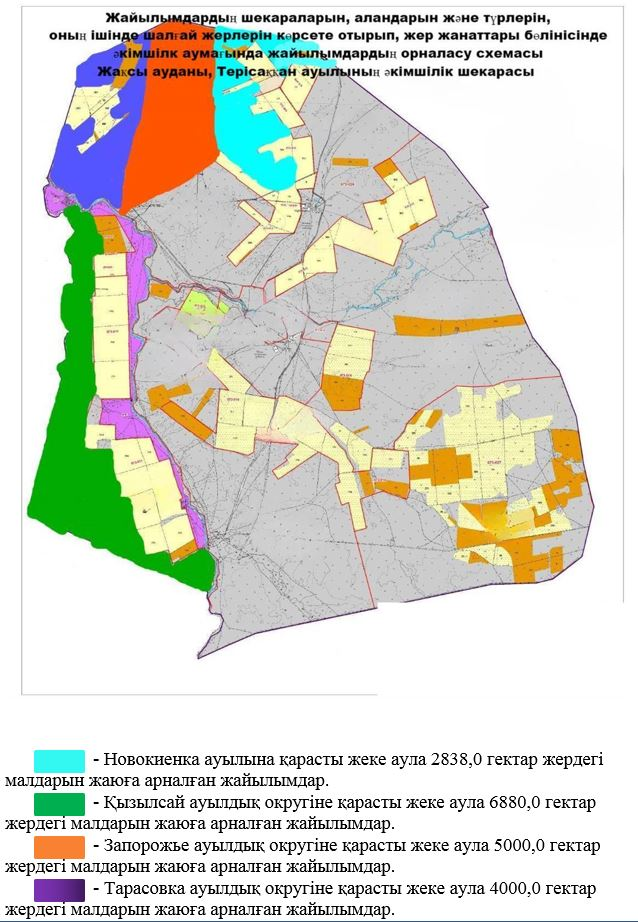 Жайылымдардың шекараларын, аландарын және түрлерін,
оның ішінде шалғай жерлерін көрсете отырып, жер жанаттары бөлінісінде
әкімшілк аумағында жайылымдардың орналасу схемасы
Жақсы ауданы, Терісаққан ауылының әкімшілік шекарасы
- Новокиенка ауылына қарасты жеке аула 2838,0 гектар жердегі
малдарын жаюға арналған жайылымдар.
- Қызылсай ауылдық округіне қарасты жеке аула 6880,0 гектар
жердегі малдарын жаюға арналған жайылымдар.
- Запорожье ауылдық округіне қарасты жеке аула 5000,0 гектар
жердегі малдарын жаюға арналған жайылымдар.
- Тарасовка ауылдық округіне қарасты жеке аула 4000,0 гектар
жердегі малдарын жаюға арналған жайылымдар.